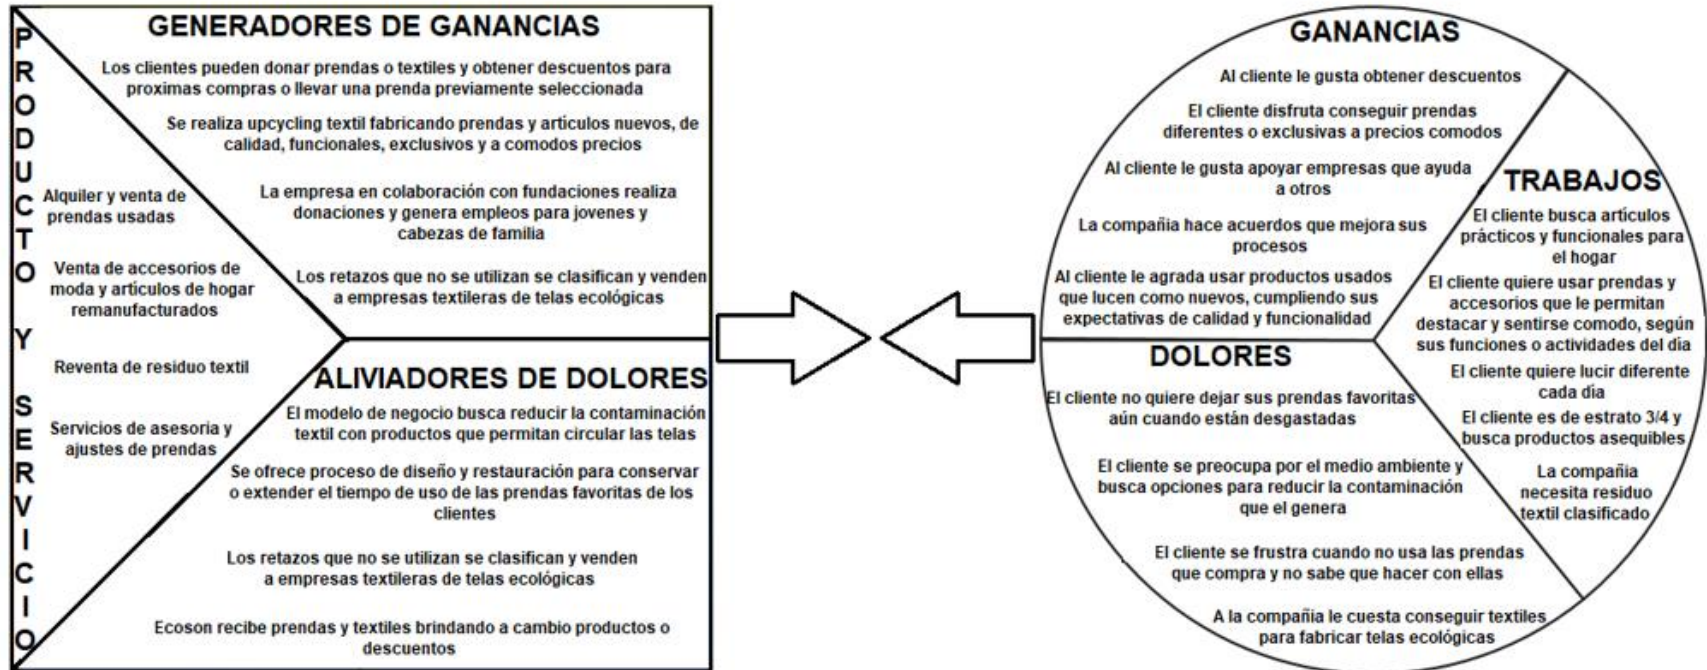 PRODUCTO Y SERVICIO
GENERADORES DE GANANCIAS
Los clientes pueden donar prendas o textiles y obtener descuentos para
proximas compras o llevar una prenda previamente seleccionada
Se realiza upcycling textil fabricando prendas y artículos nuevos, de
calidad, funcionales, exclusivos y a comodos precios
La empresa en colaboración con fundaciones realiza
donaciones y genera empleos para jovenes y
cabezas de familia
Los retazos que no se utilizan se clasifican y venden
a empresas textileras de telas ecológicas
Alquiler y venta de
prendas usadas
Venta de accesorios de
moda y artículos de hogar
remanufacturados
Reventa de residuo textil
Servicios de asesoria y
ajustes de prendas
ALIVIADORES DE DOLORES
El modelo de negocio busca reducir la contaminación
textil con productos que permitan circular las telas
Se ofrece proceso de diseño y restauración para conservar
o extender el tiempo de uso de las prendas favoritas de los
clientes
Los retazos que no se utilizan se clasifican y venden
a empresas textileras de telas ecológicas
Ecoson recibe prendas y textiles brindando a cambio productos o
descuentos
GANANCIAS
Al cliente le gusta obtener descuentos
El cliente disfruta conseguir prendas
diferentes o exclusivas a precios comodos
Al cliente le gusta apoyar empresas que ayuda
a otros
La compañia hace acuerdos que mejora sus
procesos
Al cliente le agrada usar productos usados
que lucen como nuevos, cumpliendo sus
expectativas de calidad y funcionalidad
TRABAJOS
El cliente busca artículos
prácticos y funcionales para
el hogar
El cliente quiere usar prendas y
accesorios que le permitan
destacar y sentirse comodo, según
sus funciones o actividades del día
El cliente quiere lucir diferente
cada día
El cliente es de estrato 3/4 y
busca productos asequibles
La compañia
necesita residuo
textil clasificado
DOLORES
El cliente no quiere dejar sus prendas favoritas
aún cuando están desgastadas
El cliente se preocupa por el medio ambiente y
busca opciones para reducir la contaminación
que el genera
El cliente se frustra cuando no usa las prendas
que compra y no sabe que hacer con ellas
A la compañia le cuesta conseguir textiles
para fabricar telas ecológicas